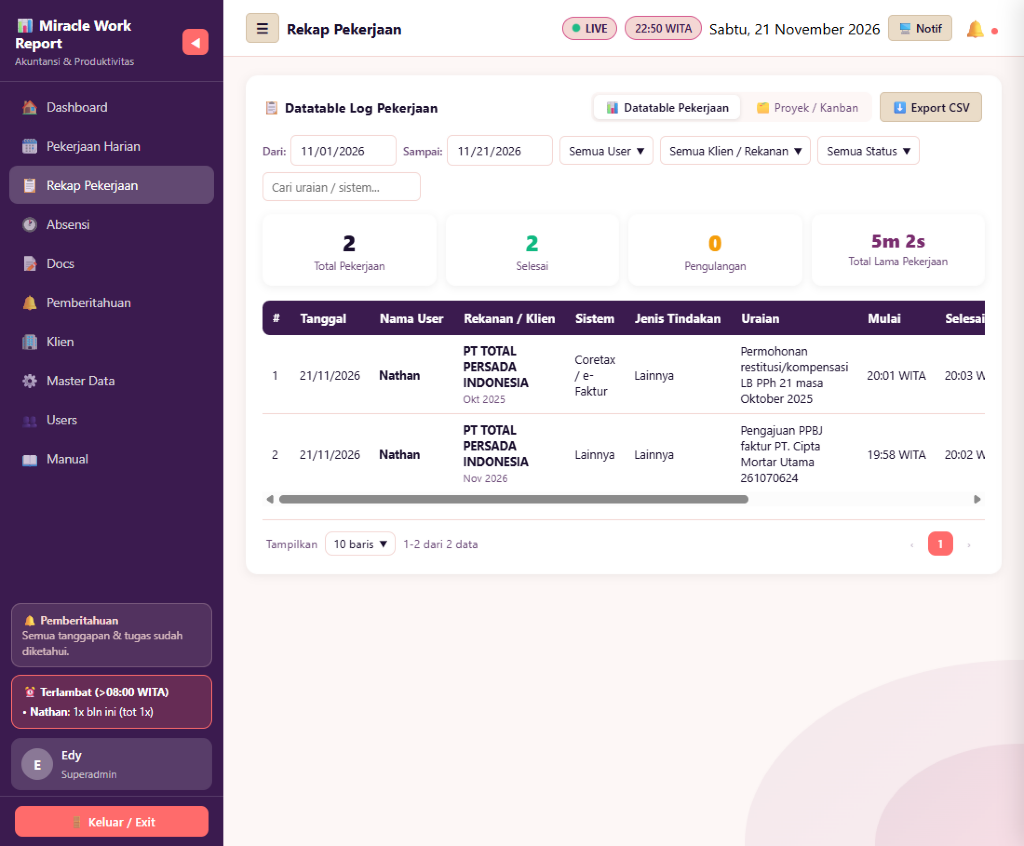 Miracle Work
Report
Akuntansi & Produktivitas
Dashboard
Pekerjaan Harian
Rekap Pekerjaan
Absensi
Docs
Pemberitahuan
Klien
Master Data
Users
Manual
Pemberitahuan
Semua tanggapan & tugas sudah
diketahui.
Terlambat (>08:00 WITA)
• Nathan: 1x bln ini (tot 1x)
E
Edy
Superadmin
Keluar / Exit
Rekap Pekerjaan
LIVE
22:50 WITA
Sabtu, 21 November 2026
Notif
Datatable Log Pekerjaan
Datatable Pekerjaan
Proyek / Kanban
Export CSV
Dari: 11/01/2026 Sampai: 11/21/2026 Semua User Semua Klien / Rekanan Semua Status
Cari uraian / sistem...
2
Total Pekerjaan
2
Selesai
0
Pengulangan
5m 2s
Total Lama Pekerjaan
# Tanggal Nama User Rekanan / Klien Sistem Jenis Tindakan Uraian Mulai Selesai
1
21/11/2026
Nathan
PT TOTAL
PERSADA
INDONESIA
Okt 2025
Coretax
/ e-
Faktur
Lainnya
Permohonan
restitusi/kompensasi
LB PPh 21 masa
Oktober 2025
20:01 WITA
20:03 W
2
21/11/2026
Nathan
PT TOTAL
PERSADA
INDONESIA
Nov 2026
Lainnya
Lainnya
Pengajuan PPBJ
faktur PT. Cipta
Mortar Utama
261070624
19:58 WITA
20:02 W
Tampilkan 10 baris 1-2 dari 2 data
‹ 1 ›